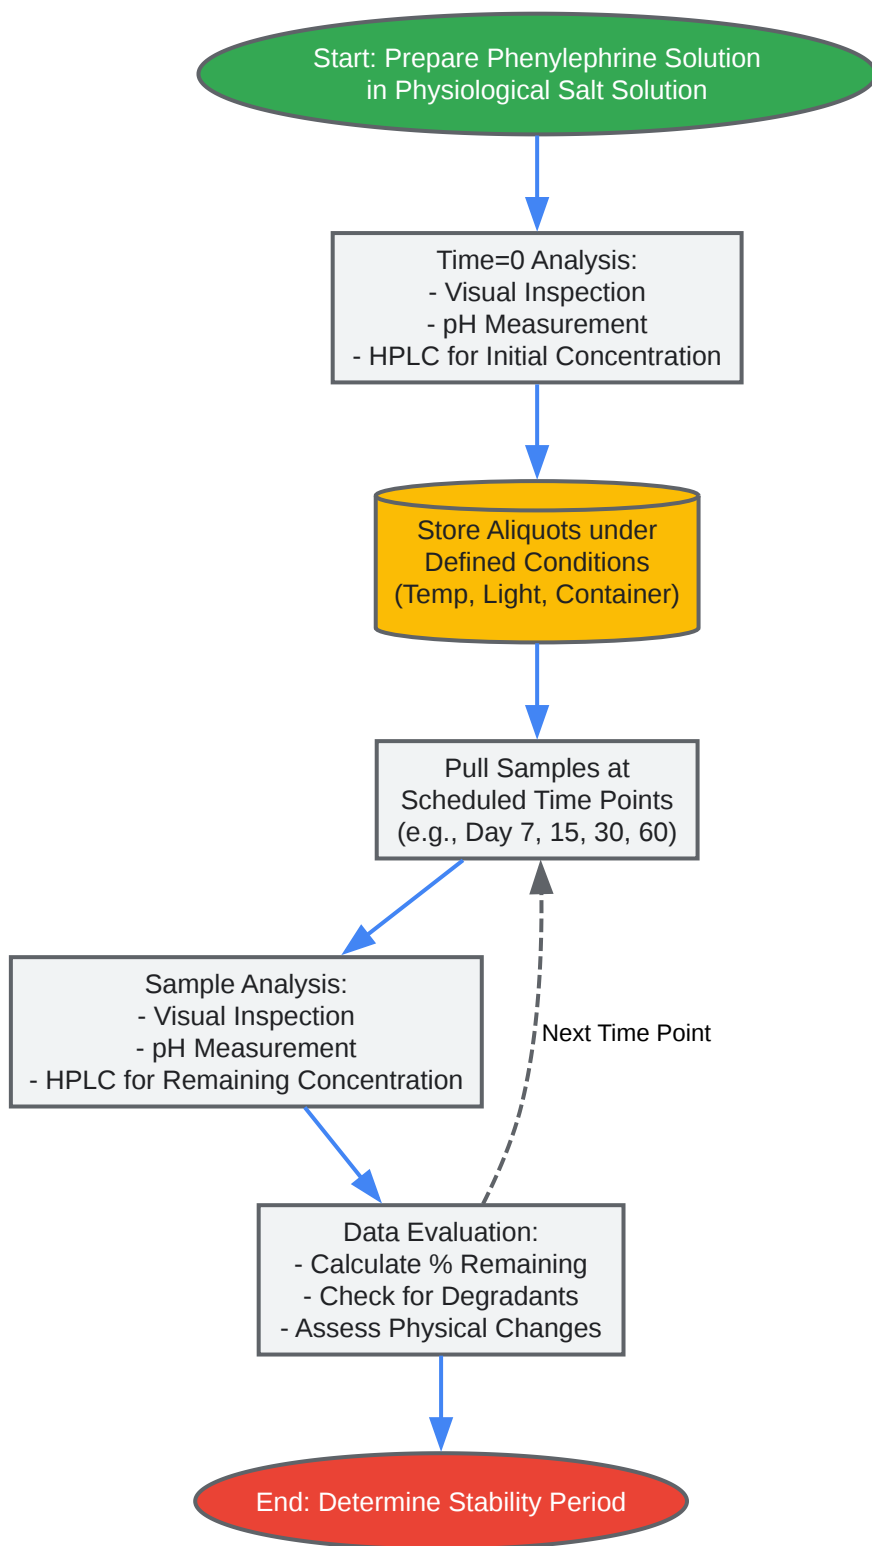 Start: Prepare Phenylephrine Solution
in Physiological Salt Solution
Time=0 Analysis:
- Visual Inspection
- pH Measurement
- HPLC for Initial Concentration
Store Aliquots under
Defined Conditions
(Temp, Light, Container)
Pull Samples at
Scheduled Time Points
(e.g., Day 7, 15, 30, 60)
Sample Analysis:
- Visual Inspection
- pH Measurement
- HPLC for Remaining Concentration
Next Time Point
Data Evaluation:
- Calculate % Remaining
- Check for Degradants
- Assess Physical Changes
End: Determine Stability Period